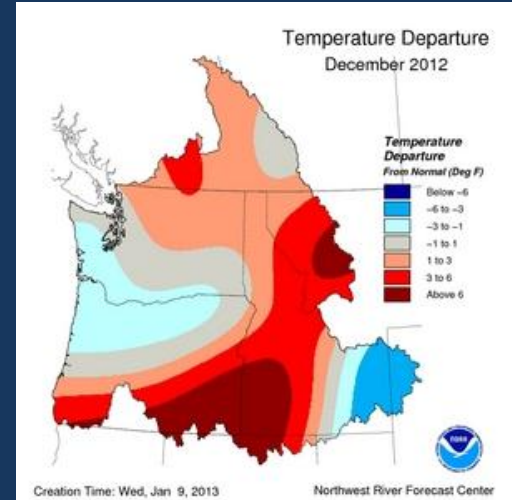 Temperature Departure
December 2012
Temperature
Departure
From Normal (Deg F)
Below -6
-6 to -3
-3 to -1
-1 to 1
1 to 3
3 to 6
Above 6
noaa
Creation Time: Wed, Jan 9, 2013
Northwest River Forecast Center